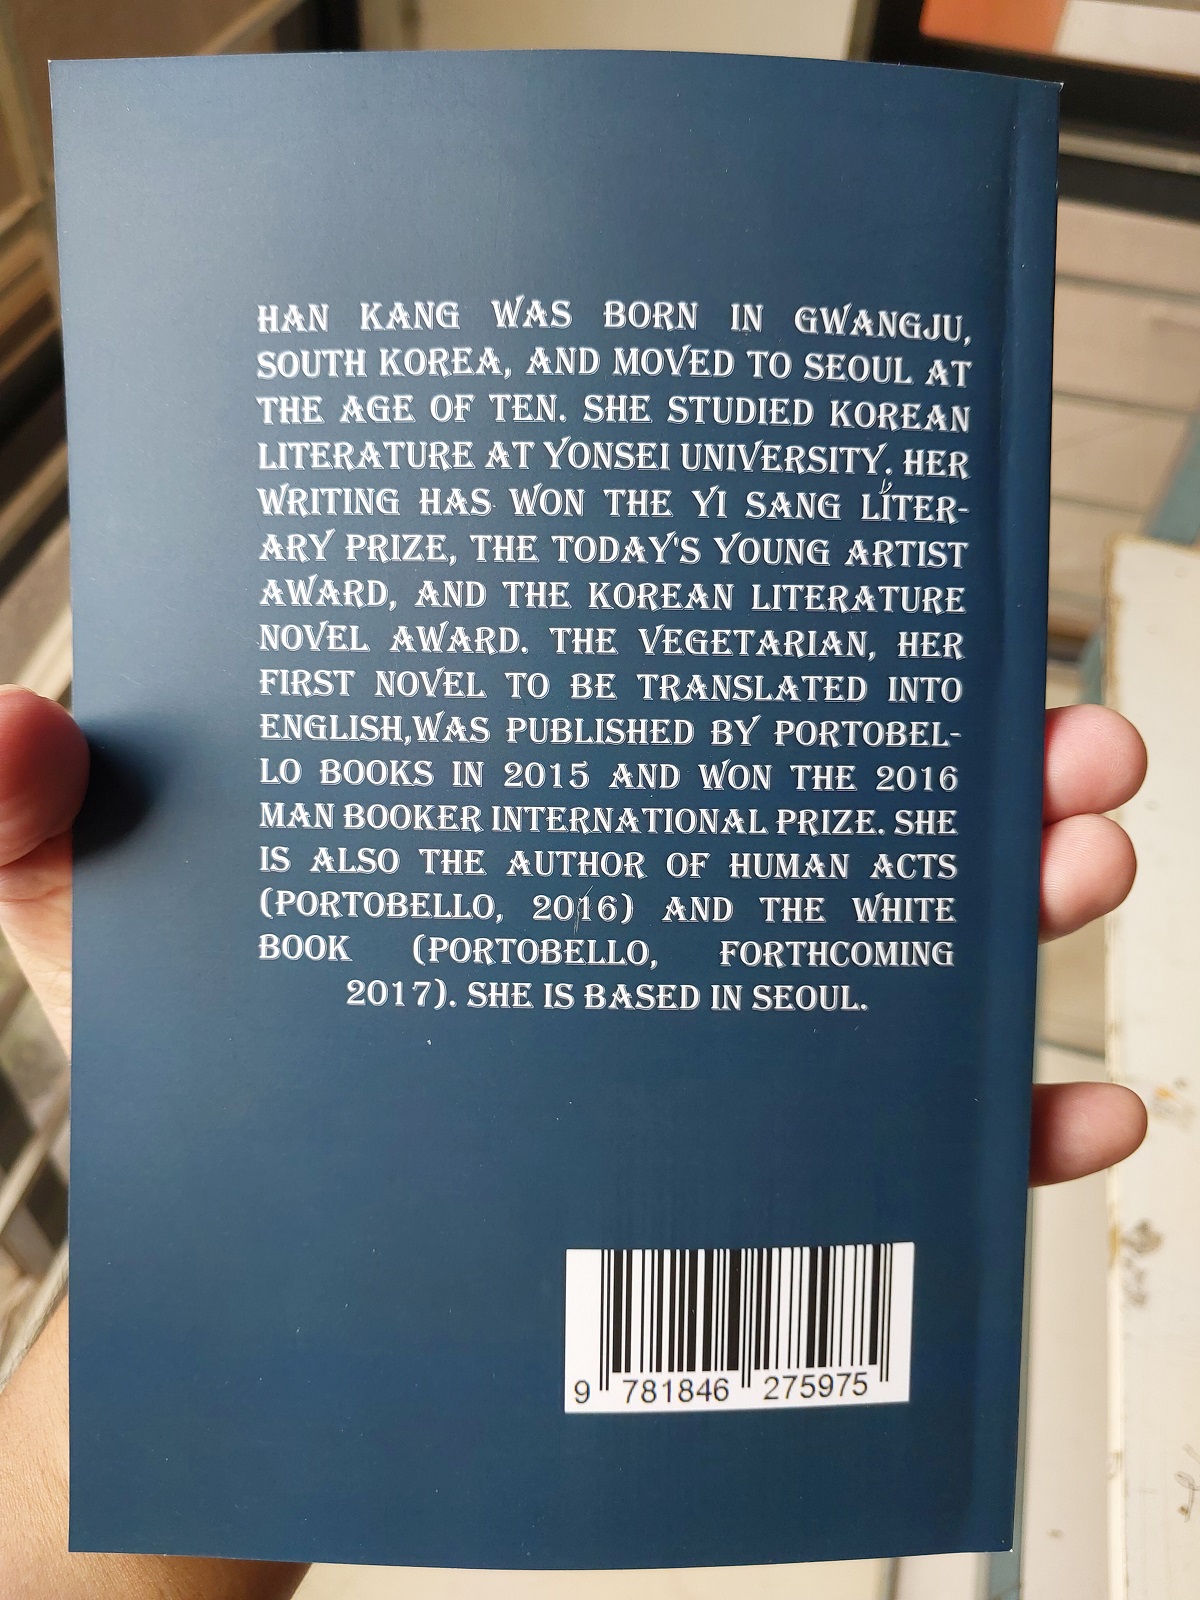 HAN KANG WAS BORN IN GWANGJU,
SOUTH KOREA, AND MOVED TO SEOUL AT
THE AGE OF TEN. SHE STUDIED KOREAN
LITERATURE AT YONSEI UNIVERSITY. HER
WRITING HAS WON THE YI SANG LITER-
ARY PRIZE, THE TODAY'S YOUNG ARTIST
AWARD, AND THE KOREAN LITERATURE
NOVEL AWARD. THE VEGETARIAN, HER
FIRST NOVEL TO BE TRANSLATED INTO
ENGLISH,WAS PUBLISHED BY PORTOBEL-
LO BOOKS IN 2015 AND WON THE 2016
MAN BOOKER INTERNATIONAL PRIZE. SHE
IS ALSO THE AUTHOR OF HUMAN ACTS
(PORTOBELLO, 2016) AND THE WHITE
BOOK (PORTOBELLO, FORTHCOMING
2017). SHE IS BASED IN SEOUL.
9 781846 275975